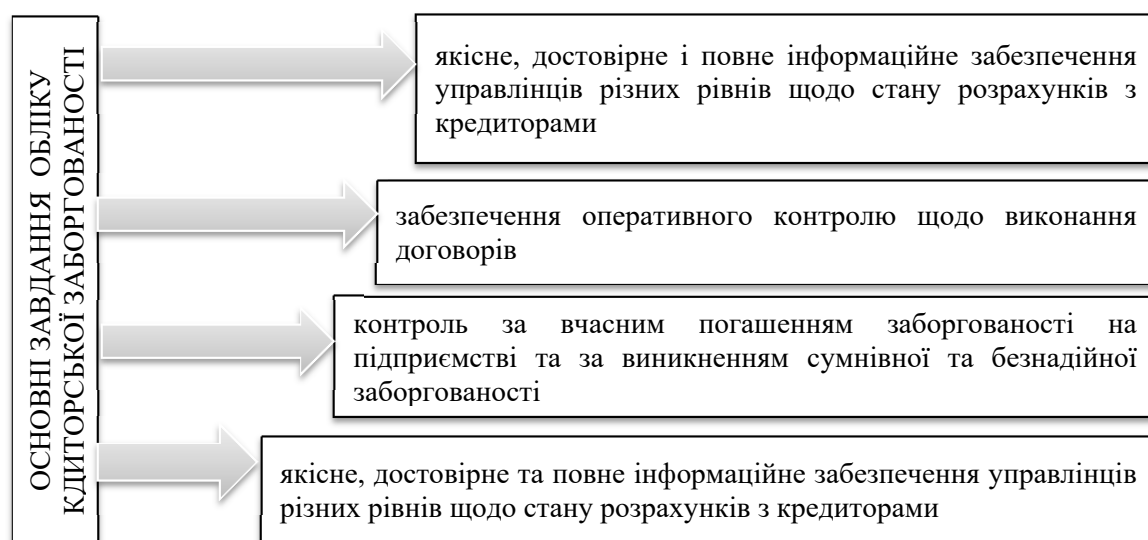 ОСНОВНІ ЗАВДАННЯ ОБЛІКУ
КДИТОРСЬКОЇ ЗАБОРГОВАНОСТІ
якісне, достовірне і повне інформаційне забезпечення
управлінців різних рівнів щодо стану розрахунків з
кредиторами
забезпечення оперативного контролю щодо виконання
договорів
контроль за вчасним погашенням заборгованості на
підприємстві та за виникненням сумнівної та безнадійної
заборгованості
якісне, достовірне та повне інформаційне забезпечення управлінців
різних рівнів щодо стану розрахунків з кредиторами